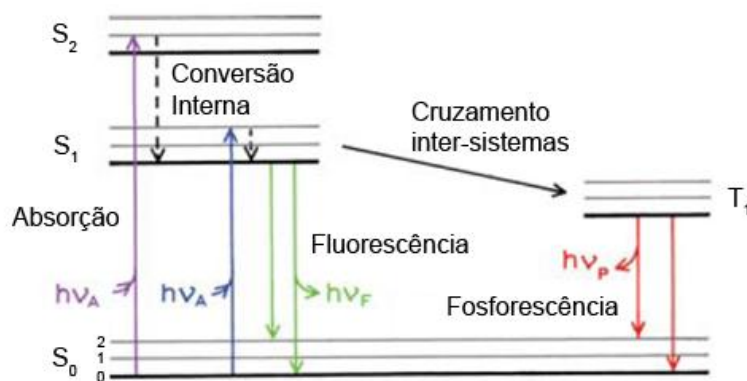 S2
Conversão
Interna
Cruzamento
inter-sistemas
S1
T1
Absorção
Fluorescência
hνA
hνA
hνF
hνP
Fosforescência
2
S0
1
0